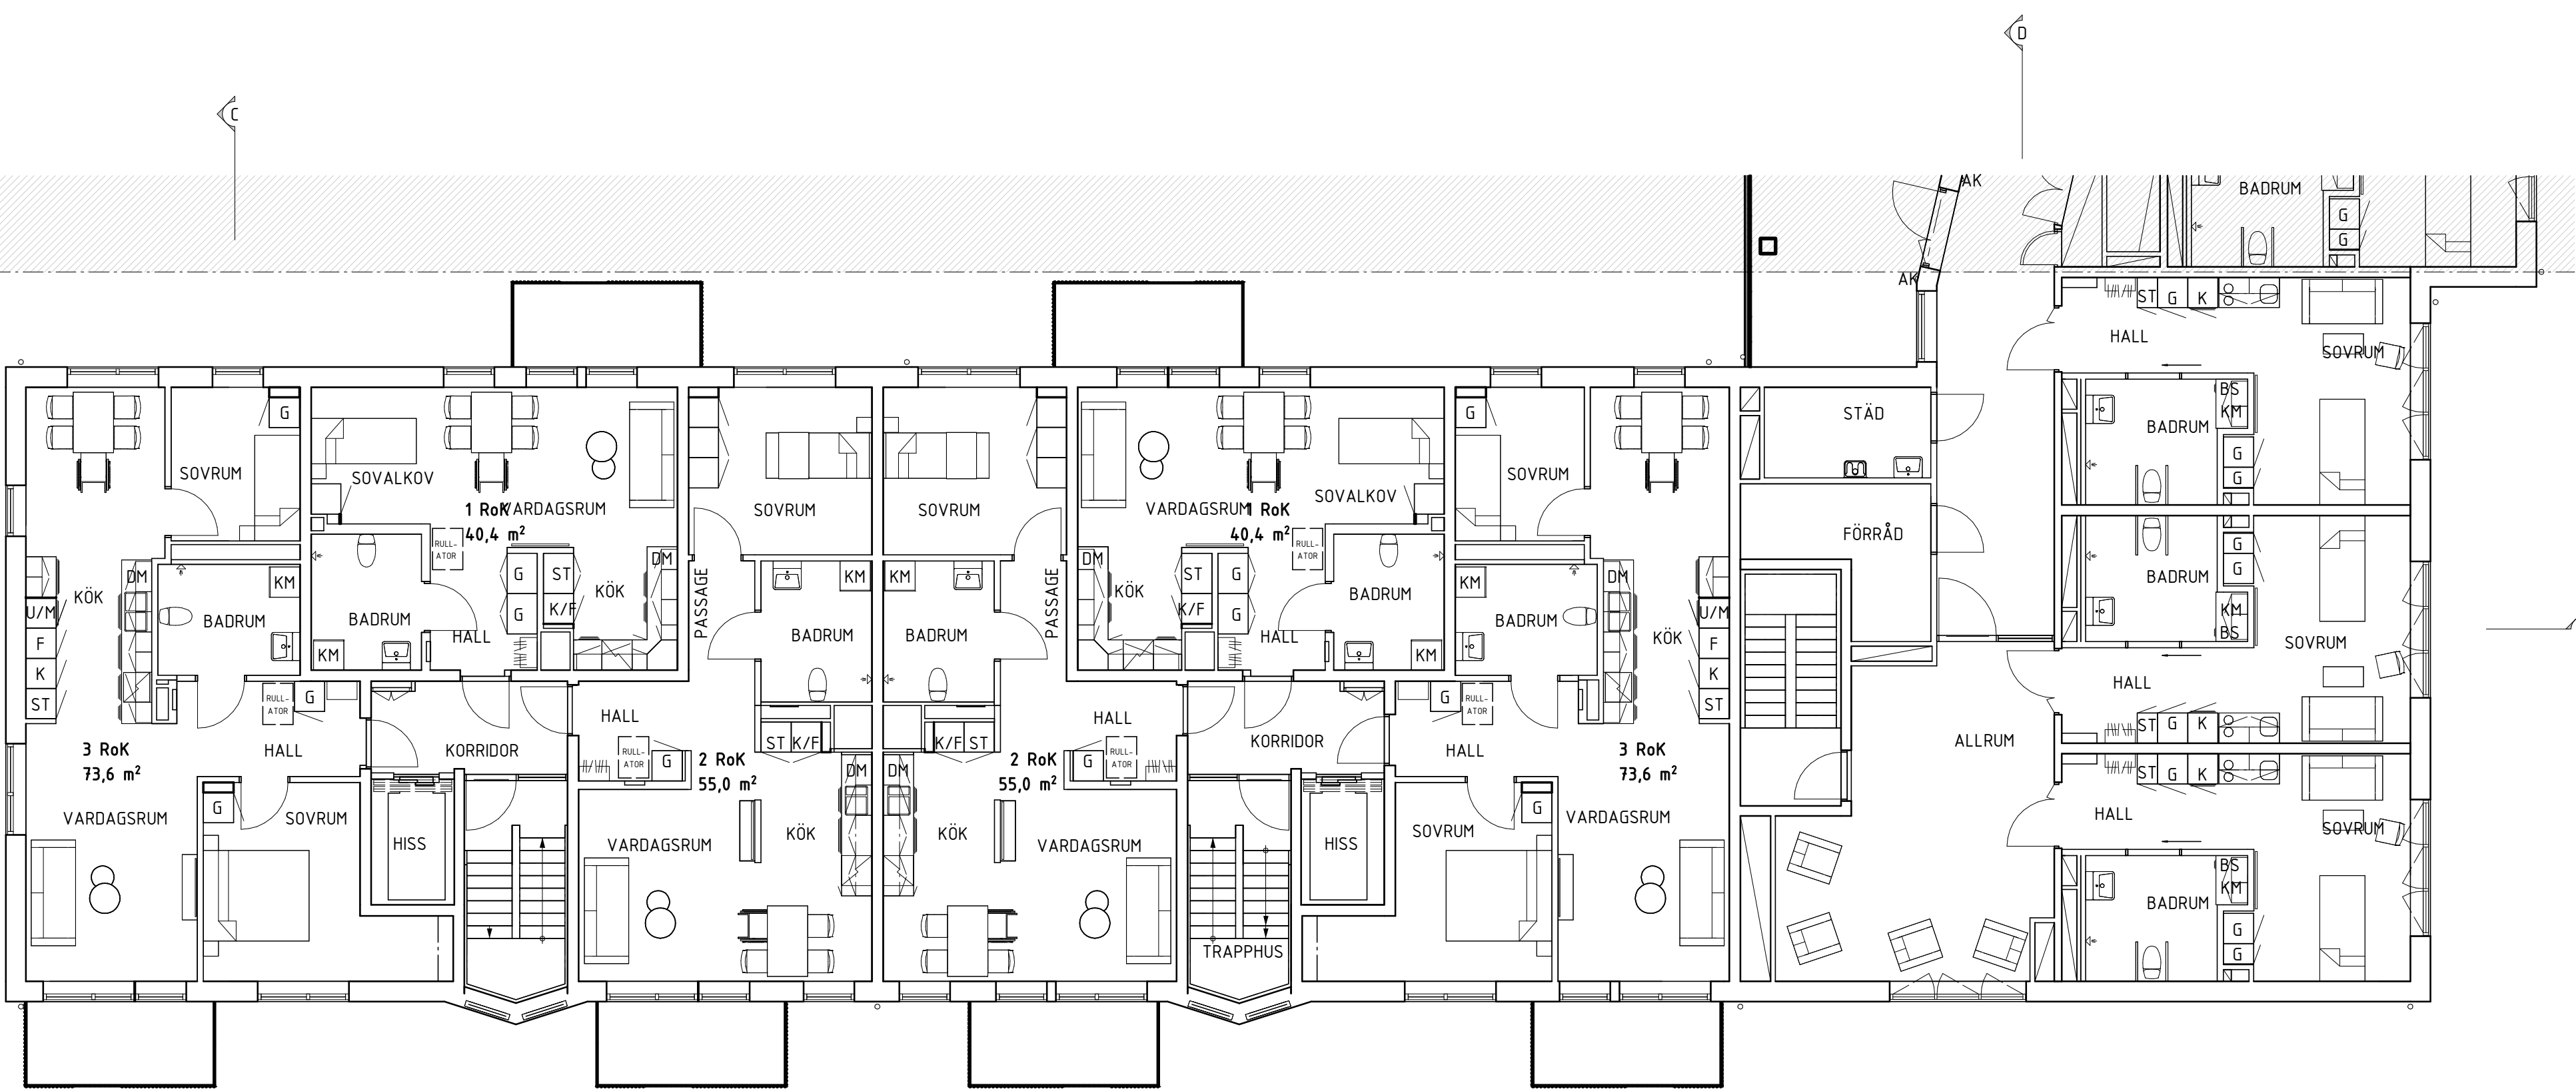 D
C
AK
BADRUM
G
G
AK
ST
G
K
HALL
SOVRUM
BS
KM
BADRUM
G
G
STÄD
FÖRRÅD
G
SOVRUM
SOVALKOV
1 RoK
VARDAGSRUM
40,4 m²
RULL-
ATOR
G
G
ST
K/F
DM
KÖK
BADRUM
KM
HALL
KÖK
DM
U/M
F
K
ST
KM
BADRUM
RULL-
ATOR
G
3 RoK
73,6 m²
HALL
VARDAGSRUM
G
SOVRUM
HISS
KORRIDOR
SOVRUM
PASSAGE
KM
BADRUM
HALL
ST
K/F
RULL-
ATOR
G
2 RoK
55,0 m²
DM
VARDAGSRUM
KÖK
SOVRUM
PASSAGE
KM
BADRUM
HALL
K/F
ST
DM
2 RoK
55,0 m²
G
RULL-
ATOR
KÖK
VARDAGSRUM
VARDAGSRUM
1 RoK
40,4 m²
SOVALKOV
RULL-
ATOR
DM
KÖK
ST
K/F
G
G
HALL
BADRUM
KM
KORRIDOR
HISS
TRAPPHUS
G
SOVRUM
KM
BADRUM
DM
KÖK
U/M
F
K
ST
G
RULL-
ATOR
HALL
3 RoK
73,6 m²
SOVRUM
G
VARDAGSRUM
ALLRUM
BADRUM
G
G
KM
BS
SOVRUM
HALL
ST
G
K
ST
G
K
HALL
SOVRUM
BS
KM
BADRUM
G
G